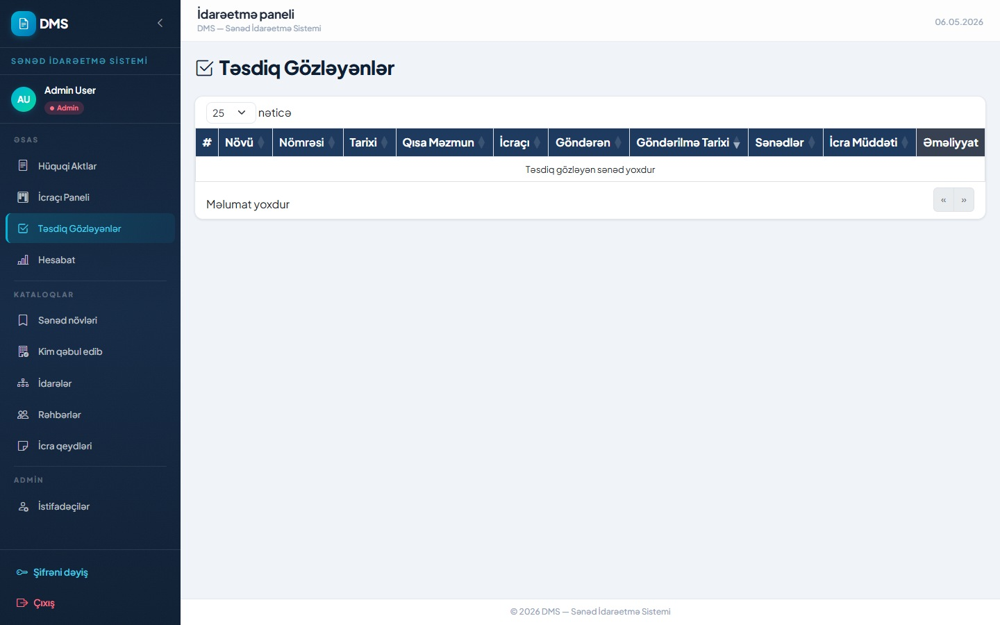 DMS
SƏNƏD İDARƏETMƏ SİSTEMİ
AU
Admin User
Admin
ƏSAS
Hüquqi Aktlar
İcraçı Paneli
Təsdiq Gözləyənlər
Hesabat
KATALOQLAR
Sənəd növləri
Kim qəbul edib
İdarələr
Rəhbərlər
İcra qeydləri
ADMİN
İstifadəçilər
Şifrəni dəyiş
Çıxış
İdarəetmə paneli
DMS — Sənəd İdarəetmə Sistemi
06.05.2026
Təsdiq Gözləyənlər
25 nəticə
# Növü Nömrəsi Tarixi Qısa Məzmun İcraçı Göndərən Göndərilmə Tarixi Sənədlər İcra Müddəti Əməliyyat
Təsdiq gözləyən sənəd yoxdur
Məlumat yoxdur
« »
© 2026 DMS — Sənəd İdarəetmə Sistemi